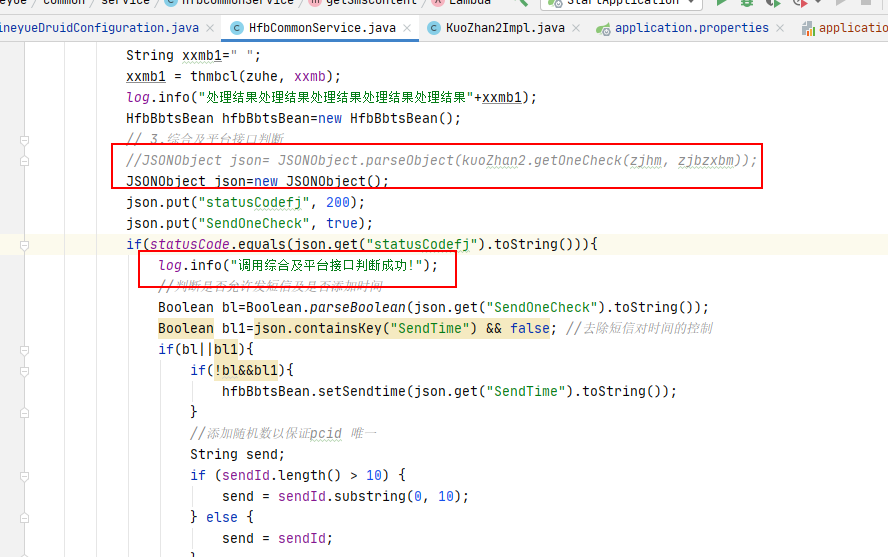 common service HfbCommonService getSmsContent Lambda StartApplication
ineyueDruidConfiguration.java HfbCommonService.java KuoZhan2Impl.java application.properties applicatio
String xxmb1=" ";
xxmb1 = thmbcl(zuhe, xxmb);
log.info("处理结果处理结果处理结果处理结果处理结果"+xxmb1);
HfbBbtsBean hfbBbtsBean=new HfbBbtsBean();
// 3.综合及平台接口判断
//JSONObject json= JSONObject.parseObject(kuoZhan2.getOneCheck(zjhm, zjbzxbm));
JSONObject json=new JSONObject();
json.put("statusCodefj", 200);
json.put("SendOneCheck", true);
if(statusCode.equals(json.get("statusCodefj").toString())){
log.info("调用综合及平台接口判断成功!");
//判断是否允许发短信及是否添加时间
Boolean bl=Boolean.parseBoolean(json.get("SendOneCheck").toString());
Boolean bl1=json.containsKey("SendTime") && false; //去除短信对时间的控制
if(bl||bl1){
if(!bl&&bl1){
hfbBbtsBean.setSendtime(json.get("SendTime").toString());
}
//添加随机数以保证pcid 唯一
String send;
if (sendId.length() > 10) {
send = sendId.substring(0, 10);
} else {
send = sendId;
}